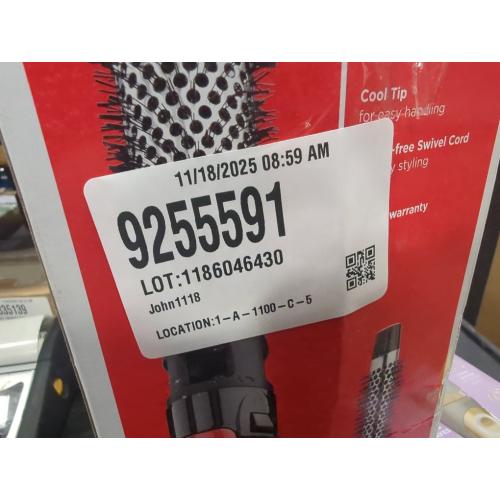 Cool Tip
for easy handling
-free Swivel Cord
styling
warranty
11/18/2025 08:59 AM
9255591
LOT:1186046430
John1118
LOCATION:1-A-1100-C-5
35139